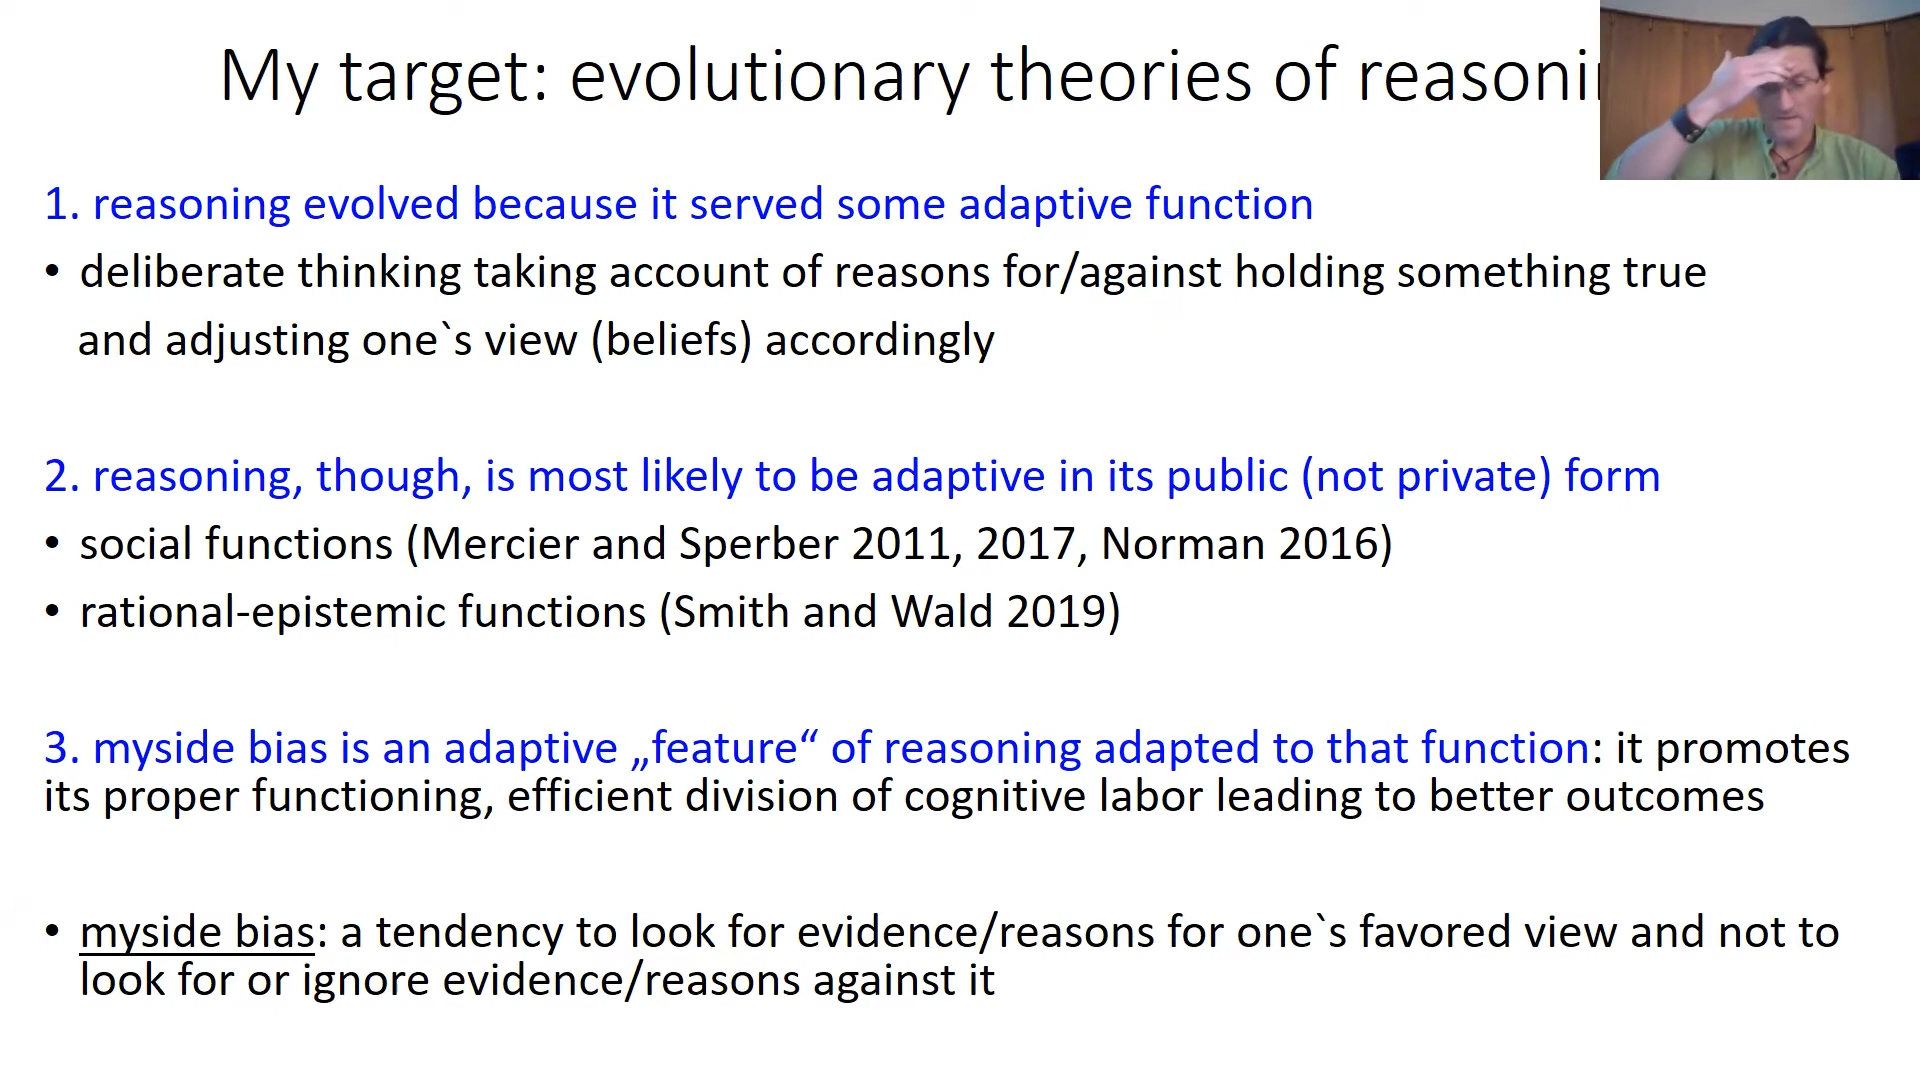 My target: evolutionary theories of
1. reasoning evolved because it served some adaptive function
• deliberate thinking taking account of reasons for/against holding something true
and adjusting one`s view (beliefs) accordingly
2. reasoning, though, is most likely to be adaptive in its public (not private) form
• social functions (Mercier and Sperber 2011, 2017, Norman 2016)
• rational-epistemic functions (Smith and Wald 2019)
3. myside bias is an adaptive „feature“ of reasoning adapted to that function: it promotes
its proper functioning, efficient division of cognitive labor leading to better outcomes
• myside bias: a tendency to look for evidence/reasons for one`s favored view and not to
look for or ignore evidence/reasons against it